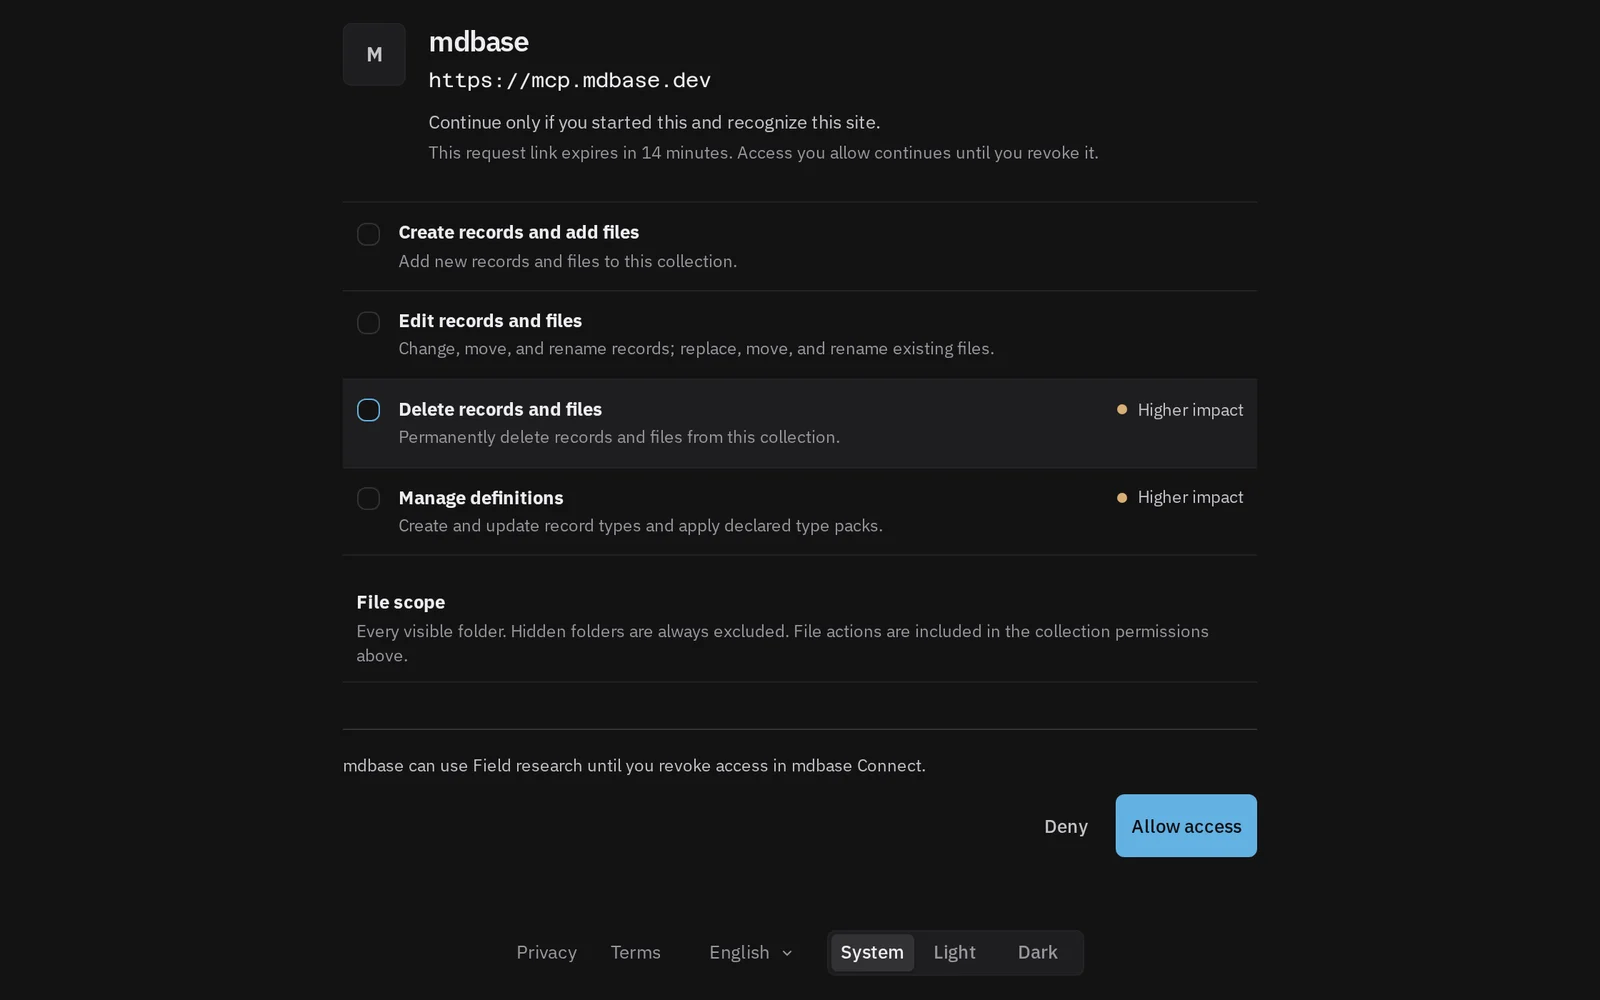 M
mdbase
https://mcp.mdbase.dev
Continue only if you started this and recognize this site.
This request link expires in 14 minutes. Access you allow continues until you revoke it.
Create records and add files
Add new records and files to this collection.
Edit records and files
Change, move, and rename records; replace, move, and rename existing files.
Delete records and files
Higher impact
Permanently delete records and files from this collection.
Manage definitions
Higher impact
Create and update record types and apply declared type packs.
File scope
Every visible folder. Hidden folders are always excluded. File actions are included in the collection permissions
above.
mdbase can use Field research until you revoke access in mdbase Connect.
Deny
Allow access
Privacy
Terms
English
System
Light
Dark